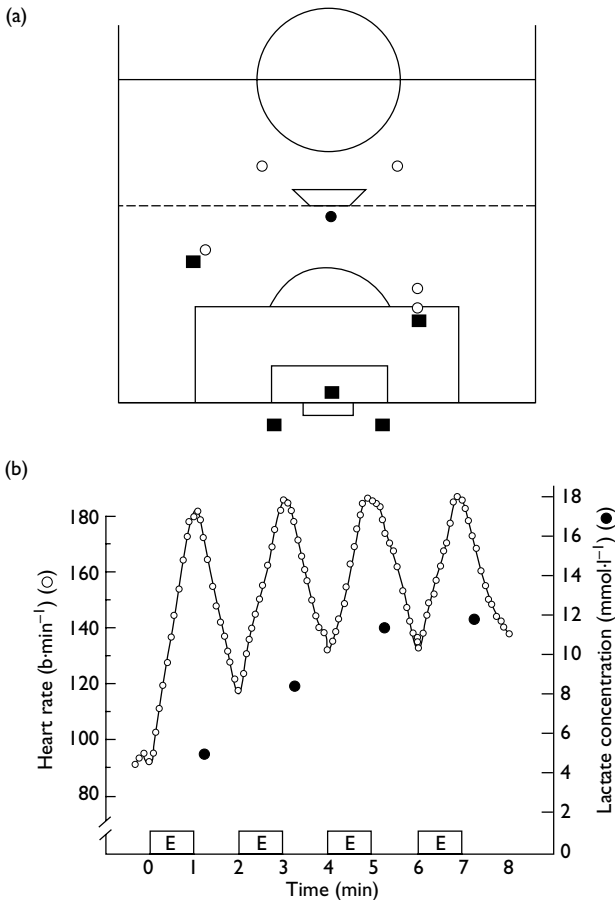 (a)
(b)
Heart rate (b·min⁻¹) (○)
180
160
140
120
100
80
Lactate concentration (mmol·l⁻¹) (●)
18
16
14
12
10
8
6
4
2
0
E E E E
0 1 2 3 4 5 6 7 8
Time (min)